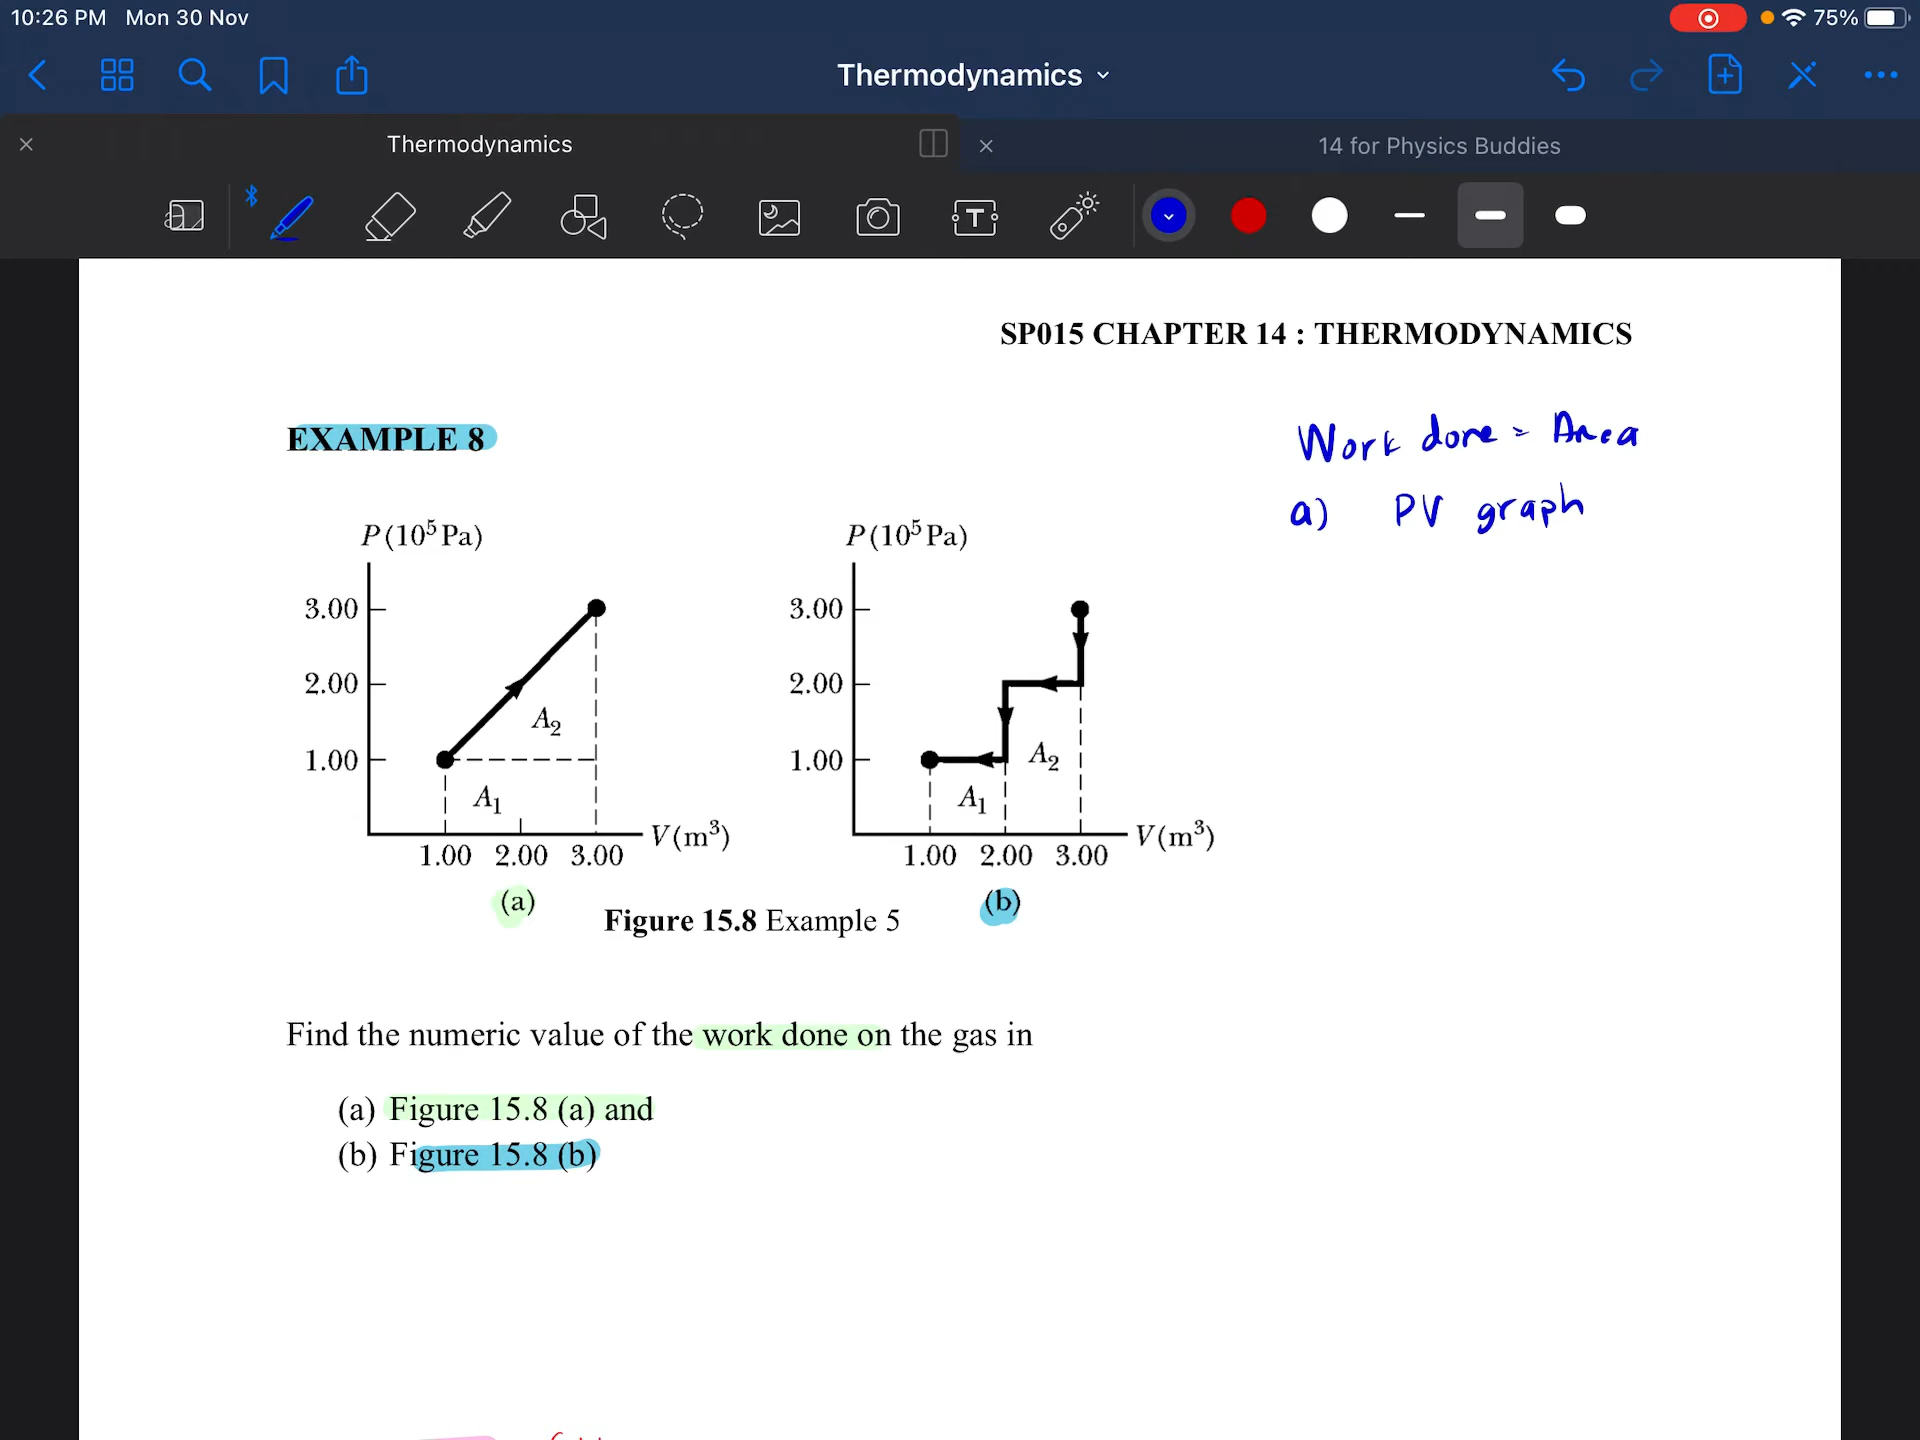 10:26 PM Mon 30 Nov
75%
Thermodynamics
Thermodynamics
14 for Physics Buddies
SP015 CHAPTER 14 : THERMODYNAMICS
EXAMPLE 8
Work done = Area
a) PV graph
P (10⁵ Pa)
3.00
2.00
1.00
A₂
A₁
1.00 2.00 3.00
V (m³)
(a)
P (10⁵ Pa)
3.00
2.00
1.00
A₂
A₁
1.00 2.00 3.00
V (m³)
(b)
Figure 15.8 Example 5
Find the numeric value of the work done on the gas in
(a) Figure 15.8 (a) and
(b) Figure 15.8 (b)